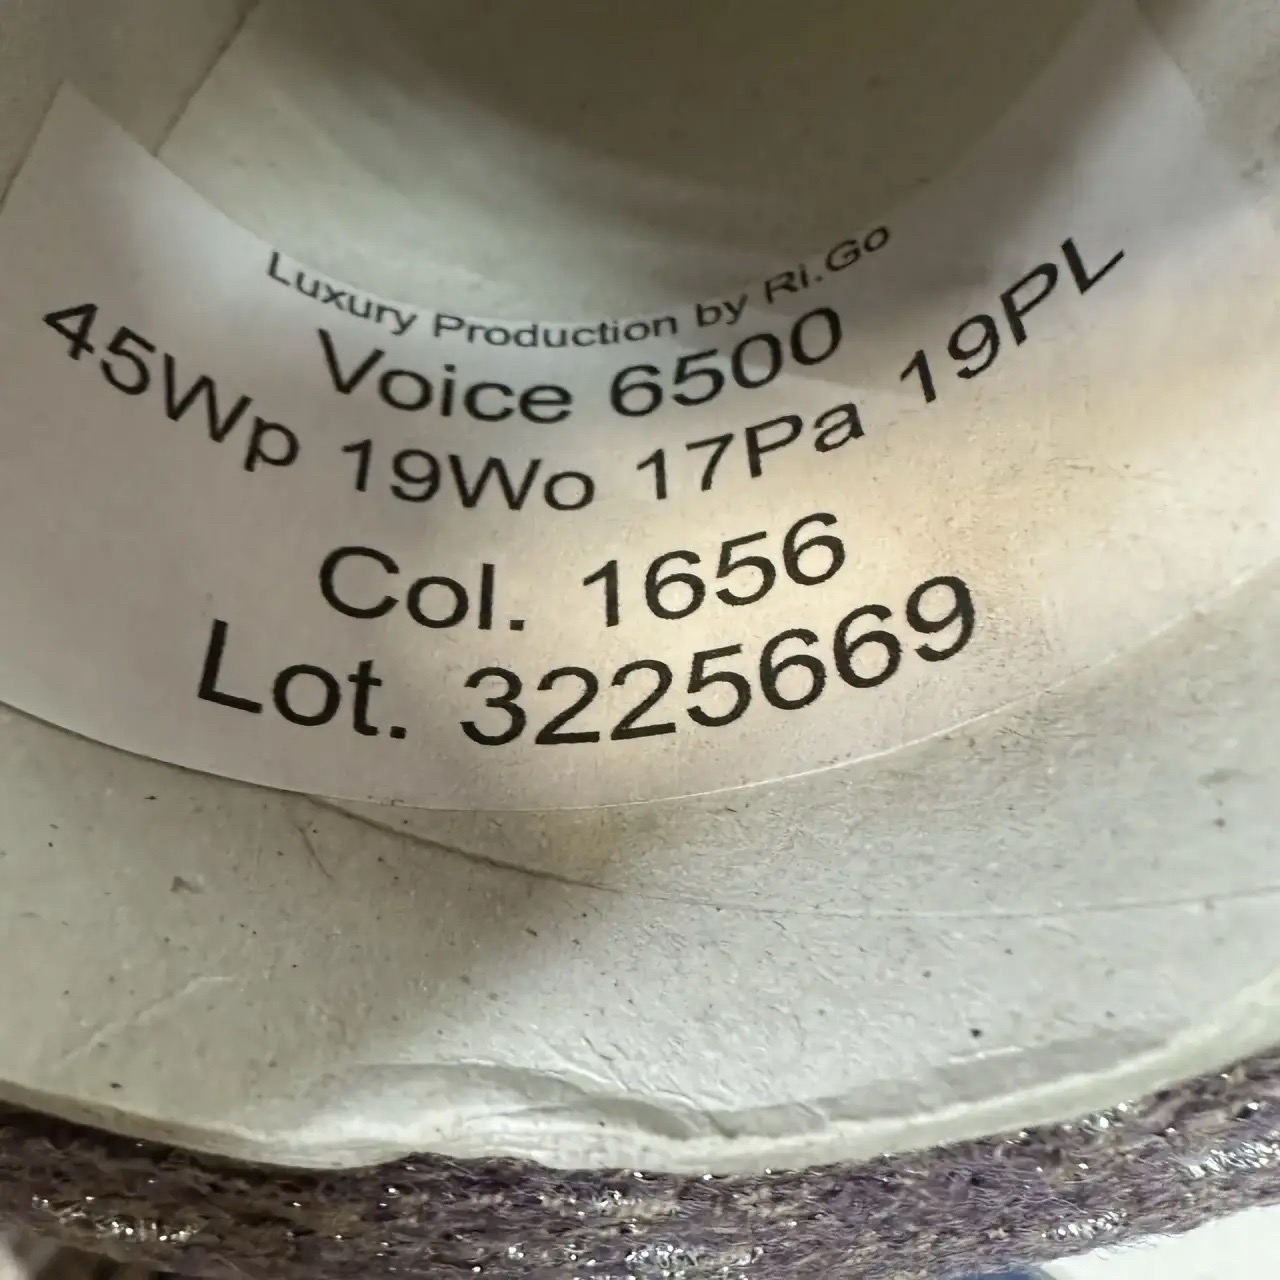 Luxury Production by Ri.Go
Voice 6500
45Wp 19Wo 17Pa 19PL
Col. 1656
Lot. 3225669